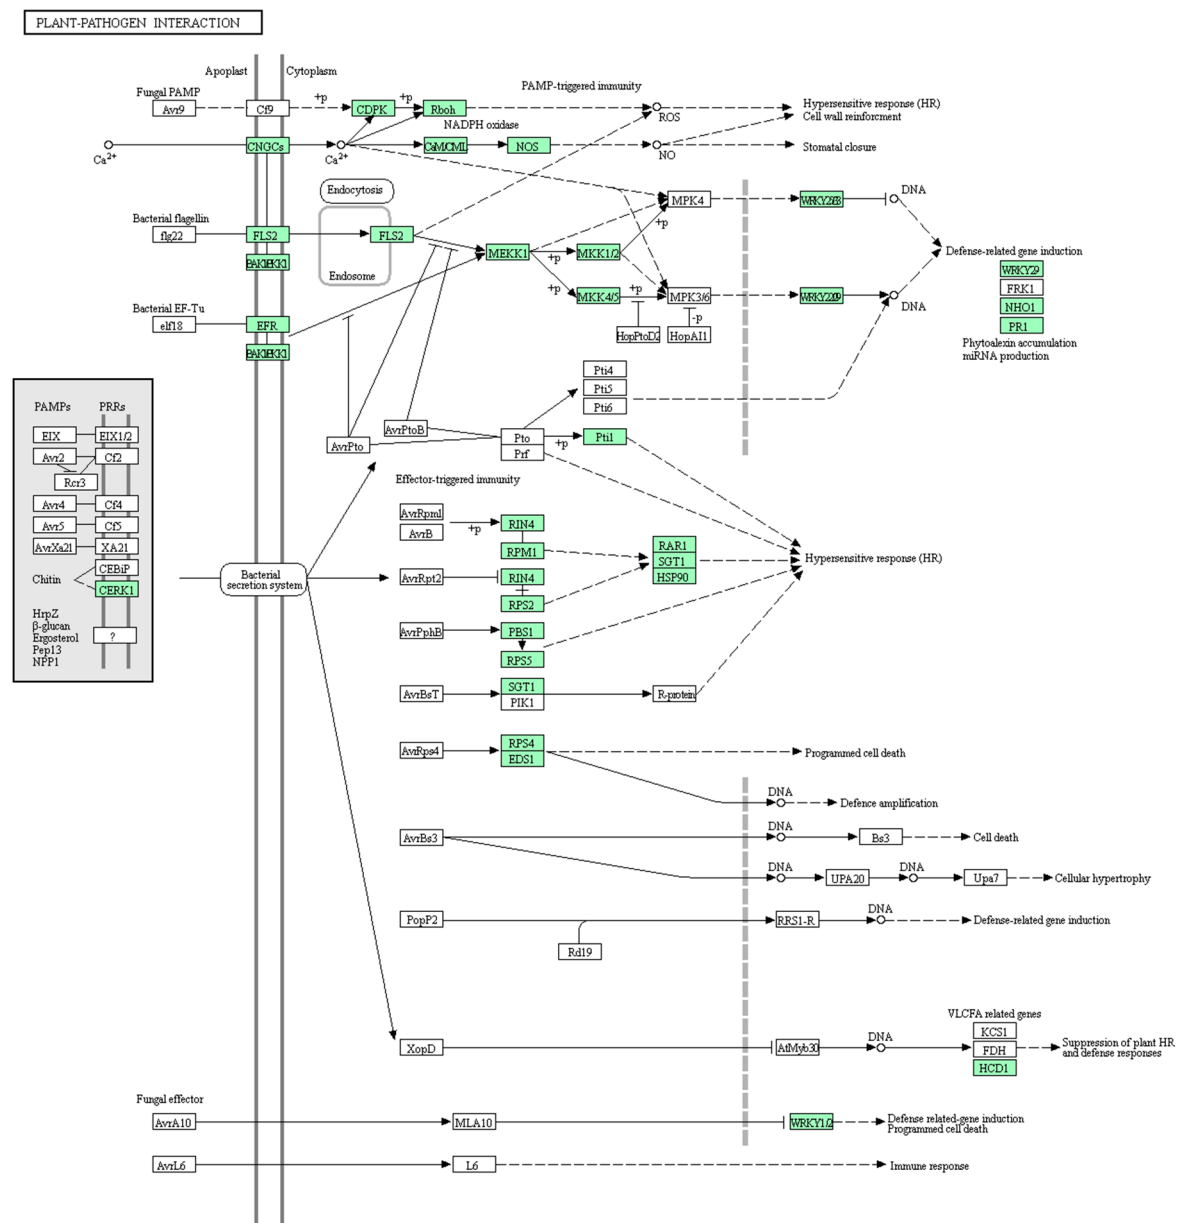 PLANT-PATHOGEN INTERACTION
Apoplast
Cytoplasm
Fungal PAMP
Avr9
Cf9
+p
CDPK
+p
Rboh
PAMP-triggered immunity
ROS
Hypersensitive response (HR)
Cell wall reinforcment
NADPH oxidase
Ca2+
CNGCs
Ca2+
CaM/CML
NOS
NO
Stomatal closure
Endocytosis
MPK4
DNA
Bacterial flagellin
flg22
FLS2
FLS2
Endosome
MEKK1
+p
+p
MKK1/2
+p
Defense-related gene induction
WRKY29
FRK1
NHO1
PR1
Phytoalexin accumulation
miRNA production
MKK4/5
+p
MPK3/6
DNA
Bacterial EF-Tu
elf18
EFR
HopPtoD2
-p
HopAI1
Pti4
Pti5
Pti6
AvrPto
AvrPtoB
Pto
Prf
+p
Pti1
PAMPs
PRRs
EIX
EIX1/2
Avr2
Cf2
Rcr3
Avr4
Cf4
Avr5
Cf5
AvrXa21
XA21
CEBiP
Chitin
CERK1
HrpZ
β-glucan
Ergosterol
Pep13
NPP1
?
Effector-triggered immunity
AvrRpm1
AvrB
+p
RIN4
RPM1
RAR1
SGT1
HSP90
Hypersensitive response (HR)
Bacterial
secretion system
AvrRpt2
RIN4
RPS2
AvrPphB
PBS1
RPS5
AvrBsT
SGT1
PIK1
R-protein
AvrRps4
RPS4
EDS1
Programmed cell death
DNA
Defence amplification
AvrBs3
DNA
Bs3
Cell death
DNA
UPA20
DNA
Upa7
Cellular hypertrophy
PopP2
Rd19
RRS1-R
DNA
Defense-related gene induction
XopD
AtMyb30
DNA
VLCFA related genes
KCS1
FDH
HCD1
Suppression of plant HR
and defense responses
Fungal effector
AvrA10
MLA10
WRKY1/2
Defense related-gene induction
Programmed cell death
AvrL6
L6
Immune response